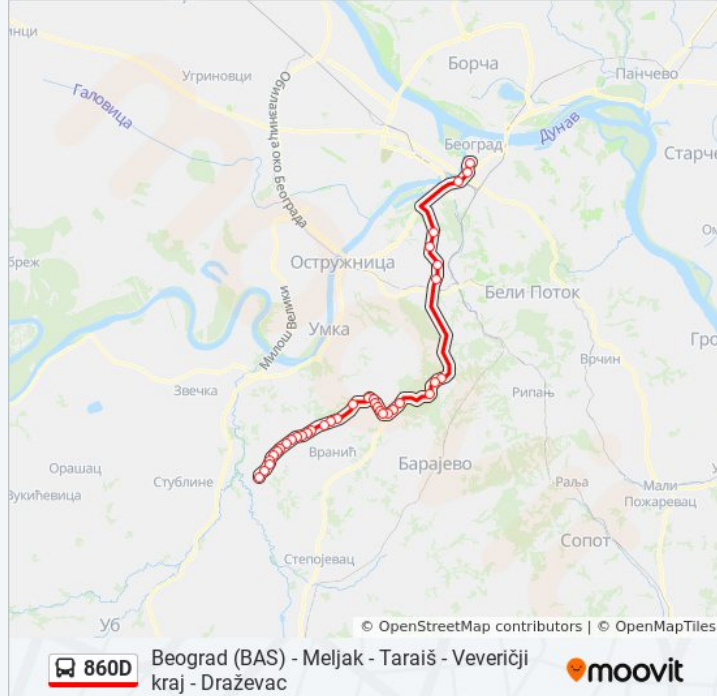 Борча
Панчево
инци
Угриновци
Галовица
Обилазница око Београда
Београд
Дунав
Старче
Ом
Остружница
бреж
Бели Поток
Милош Велики
Умка
Гро
Врчин
Звечка
Рипањ
Вранић
Барајево
Орашац
Стублине
Вукићевица
Раља
Мали
Пожаревац
Сопот
Степојевац
Уб
© OpenStreetMap contributors | © OpenMapTiles
860D
Beograd (BAS) - Meljak - Taraiš - Veveričji
kraj - Draževac
moovit